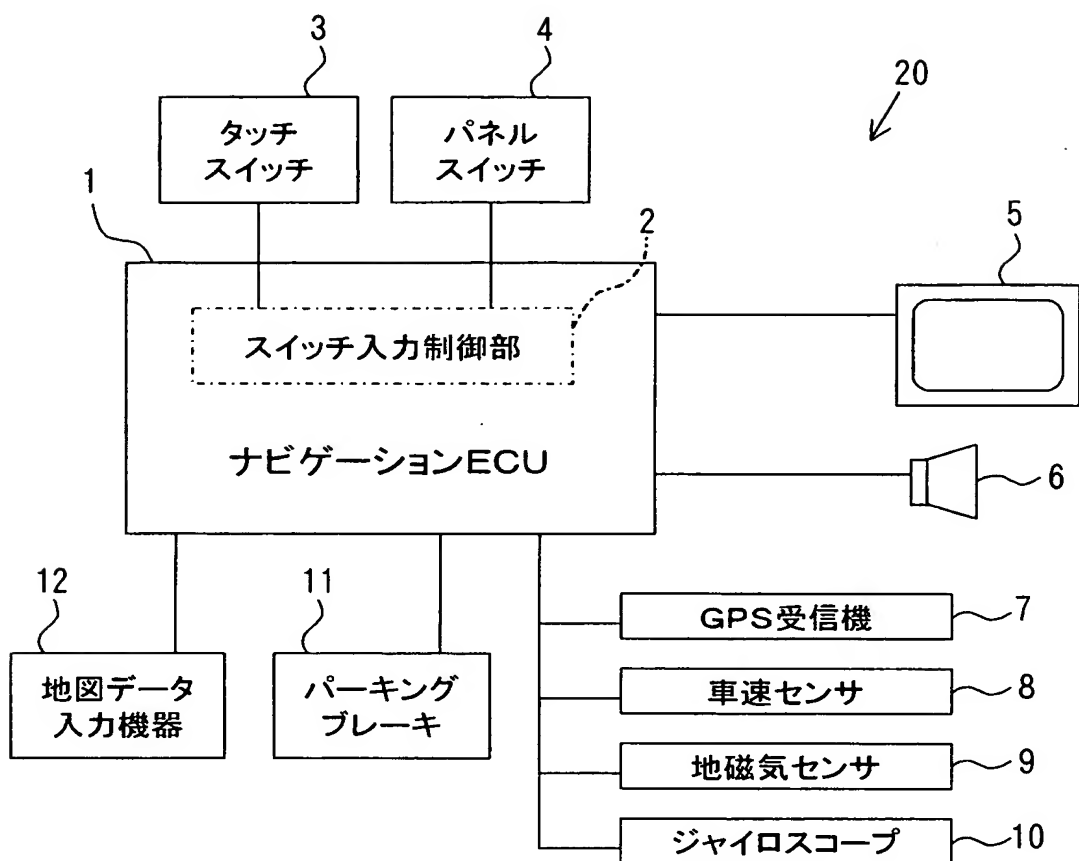 3
4
20
タッチ
スイッチ
パネル
スイッチ
1
2
5
スイッチ入力制御部
ナビゲーションECU
6
12
11
地図データ
入力機器
パーキング
ブレーキ
GPS受信機
7
車速センサ
8
地磁気センサ
9
ジャイロスコープ
10